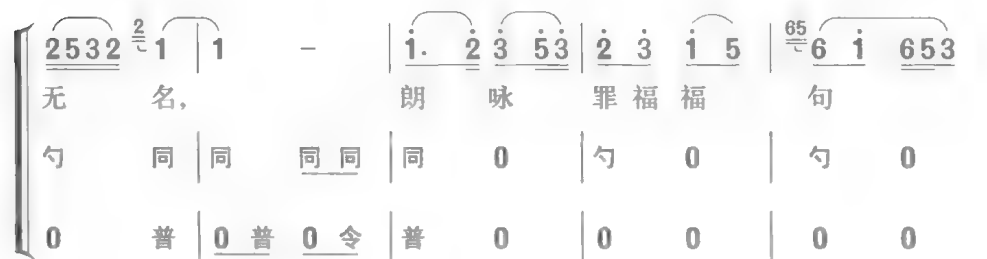 2532 2 1 | 1 - | 1. 2 3 53 | 2 3 1 5 | 65 6 1 653
无 名, 朗 咏 罪 福 福 句
勺 同 | 同 同 同 | 同 0 | 勺 0 | 勺 0
0 普 | 0 普 0 令 | 普 0 | 0 0 | 0 0